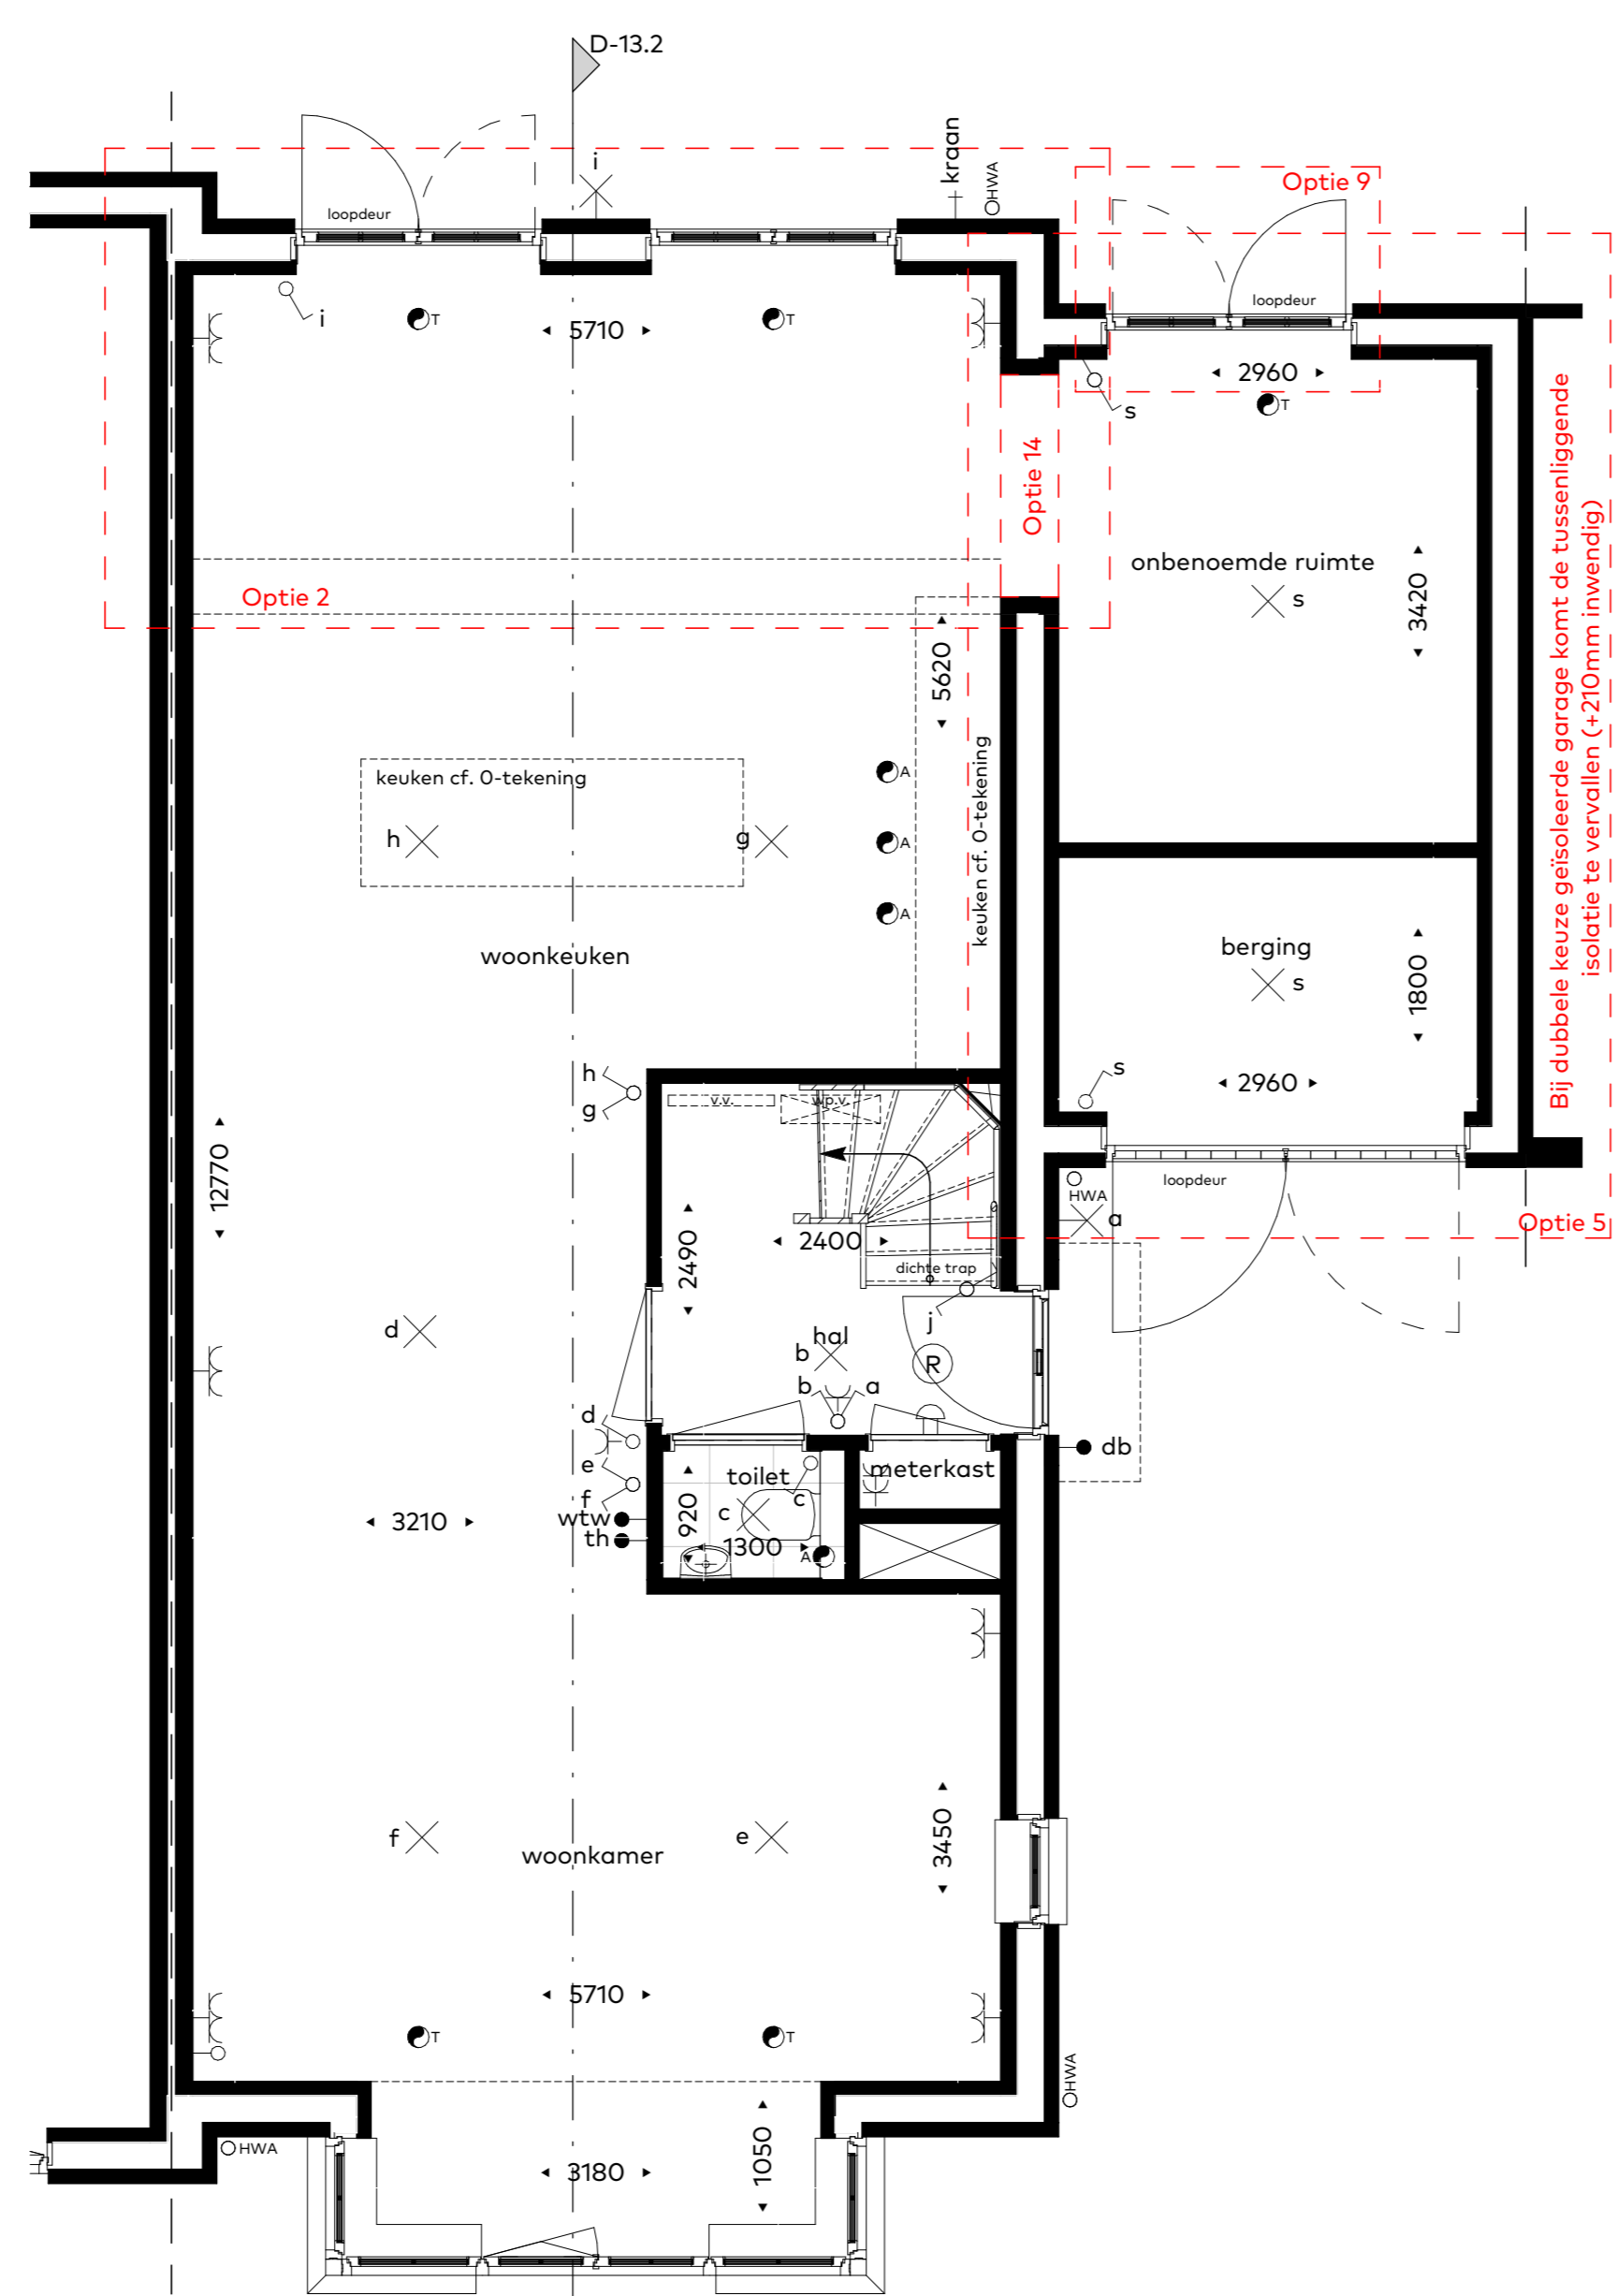 D-13.2
kraan
HWA
i
Optie 9
loopdeur
loopdeur
i
T
5710
T
2960
s
T
Optie 14
Bij dubbele keuze geïsoleerde garage komt de tussenliggende
isolatie te vervallen (+210mm inwendig)
onbenoemde ruimte
s
3420
Optie 2
5620
keuken cf. 0-tekening
A
keuken cf. 0-tekening
h
g
A
A
woonkeuken
berging
s
1800
h
g
s
2960
v.v.
wp.v.
12770
loopdeur
HWA
a
Optie 5
2490
2400
dichte trap
j
d
hal
b
R
b
a
d
db
e
toilet
meterkast
f
c
c
920
wtw
3210
th
1300
A
f
e
woonkamer
3450
5710
T
T
HWA
HWA
1050
3180